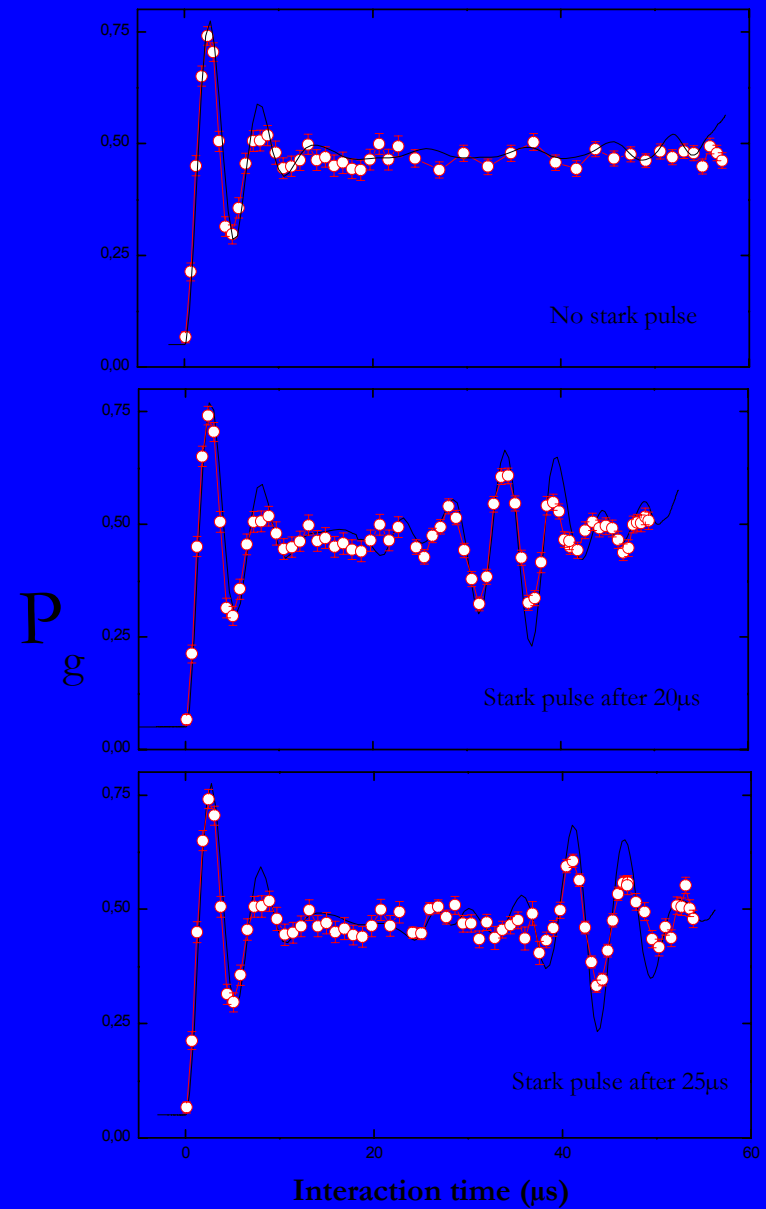 0,75
0,50
0,25
0,00
No stark pulse
0,75
0,50
0,25
0,00
Stark pulse after 20µs
P
g
0,75
0,50
0,25
0,00
Stark pulse after 25µs
0 20 40 60
Interaction time (µs)